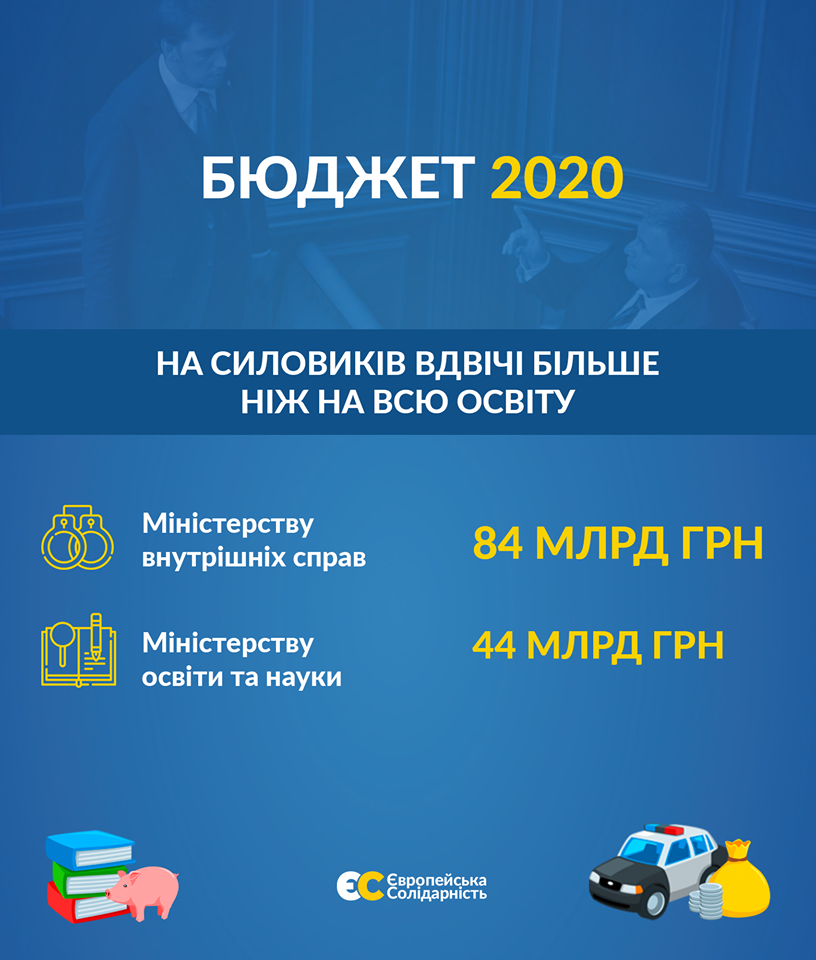 БЮДЖЕТ 2020
НА СИЛОВИКІВ ВДВІЧІ БІЛЬШЕ
НІЖ НА ВСЮ ОСВІТУ
Міністерству
внутрішніх справ
84 МЛРД ГРН
Міністерству
освіти та науки
44 МЛРД ГРН
ЄС Європейська
Солідарність